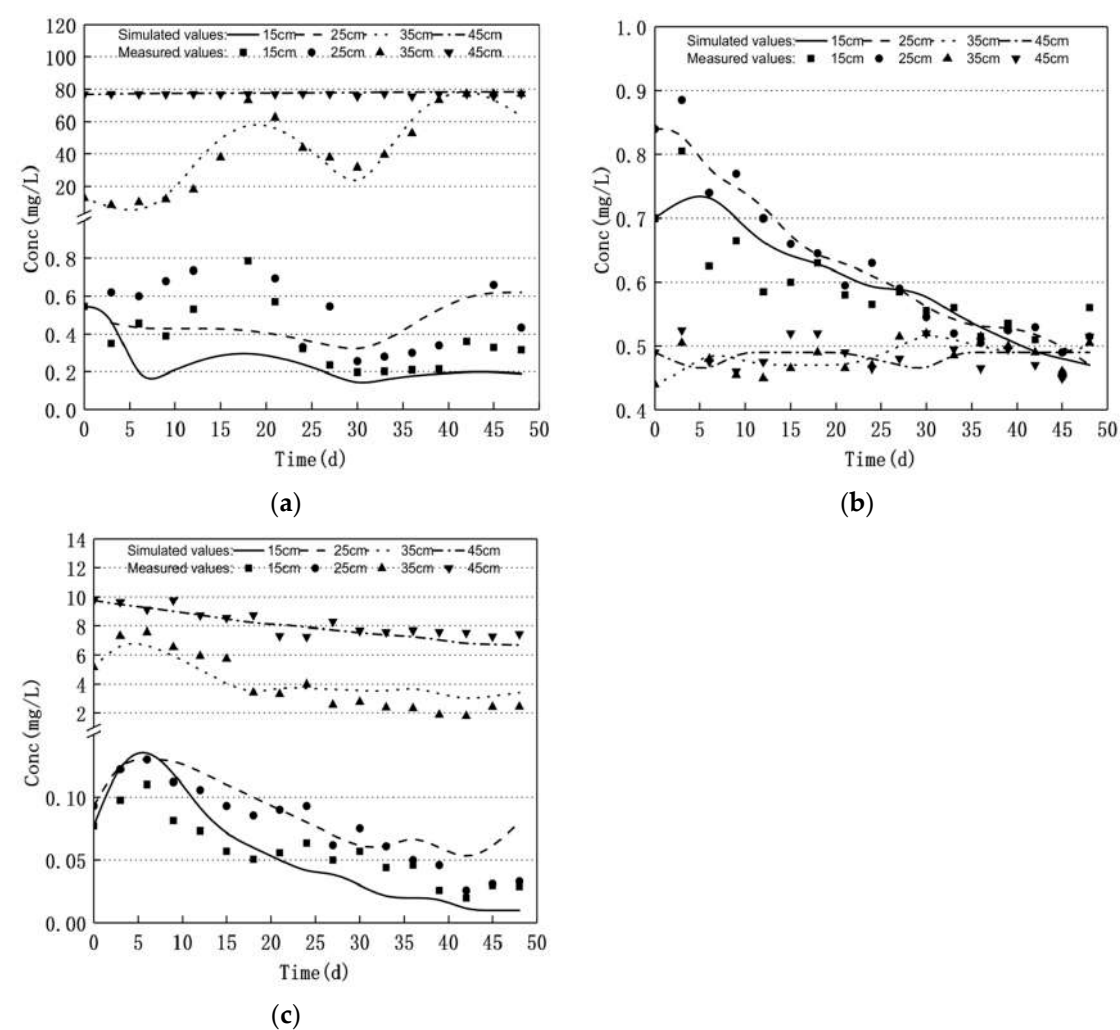 Simulated values: 15cm 25cm 35cm 45cm
Measured values: 15cm 25cm 35cm 45cm
120
100
80
60
40
20
0.8
0.6
0.4
0.2
0.0
Conc(mg/L)
0 5 10 15 20 25 30 35 40 45 50
Time(d)
(a)
Simulated values: 15cm 25cm 35cm 45cm
Measured values: 15cm 25cm 35cm 45cm
1.0
0.9
0.8
0.7
0.6
0.5
0.4
Conc(mg/L)
0 5 10 15 20 25 30 35 40 45 50
Time(d)
(b)
Simulated values: 15cm 25cm 35cm 45cm
Measured values: 15cm 25cm 35cm 45cm
14
12
10
8
6
4
2
0.10
0.05
0.00
Conc(mg/L)
0 5 10 15 20 25 30 35 40 45 50
Time(d)
(c)